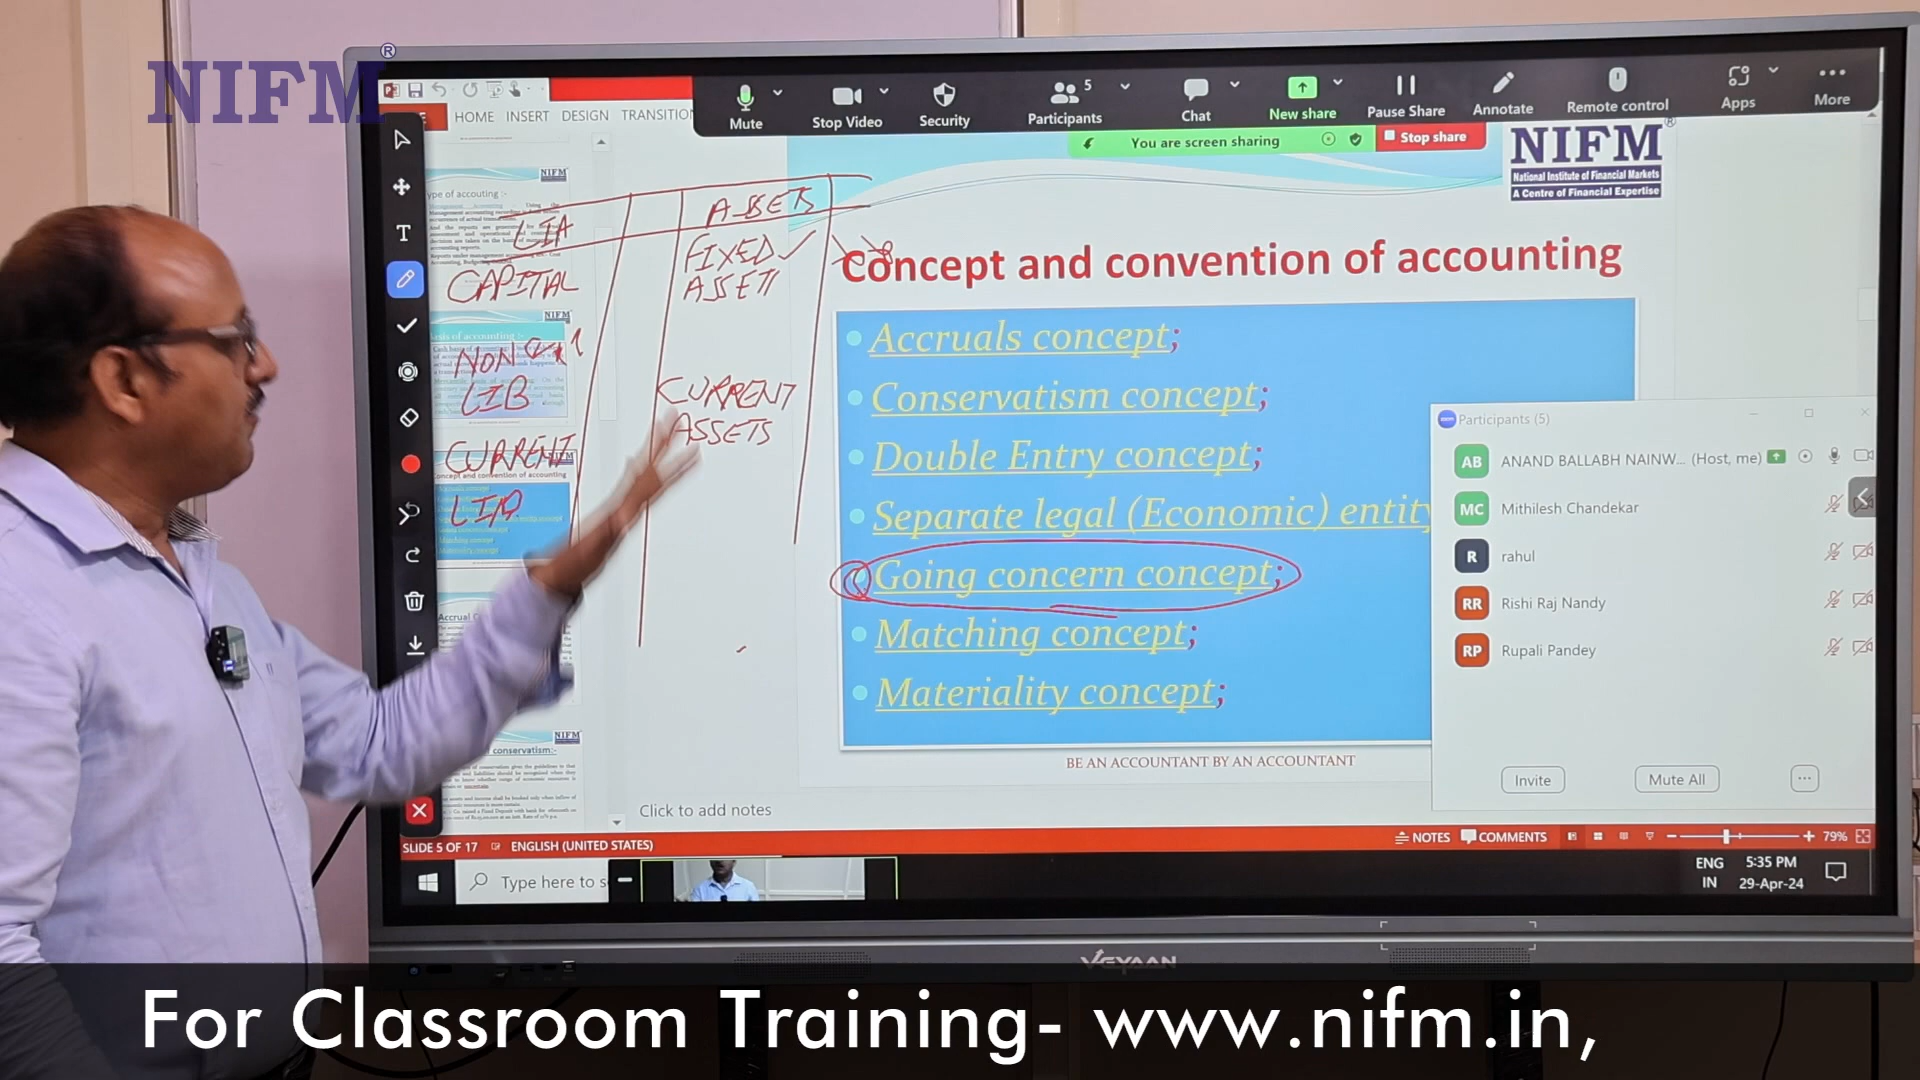 NIFM®
HOME INSERT DESIGN TRANSITION
Mute
Stop Video
Security
Participants 5
Chat
New share
Pause Share
Annotate
Remote control
Apps
More
You are screen sharing
Stop share
NIFM®
National Institute of Financial Markets
A Centre of Financial Expertise
LIA
ASSETS
CAPITAL
FIXED ✓
ASSETS
NON
LIB
CURRENT
ASSETS
CURRENT
Concept and convention of accounting
Accruals concept;
Conservatism concept;
Double Entry concept;
Separate legal (Economic) entity
Going concern concept;
Matching concept;
Materiality concept;
BE AN ACCOUNTANT BY AN ACCOUNTANT
Participants (5)
AB ANAND BALLABH NAINW... (Host, me)
MC Mithilesh Chandekar
R rahul
RR Rishi Raj Nandy
RP Rupali Pandey
Invite
Mute All
Click to add notes
SLIDE 5 OF 17 ENGLISH (UNITED STATES)
NOTES COMMENTS 79%
Type here to s
ENG 5:35 PM
IN 29-Apr-24
VGYAAN
For Classroom Training- www.nifm.in,